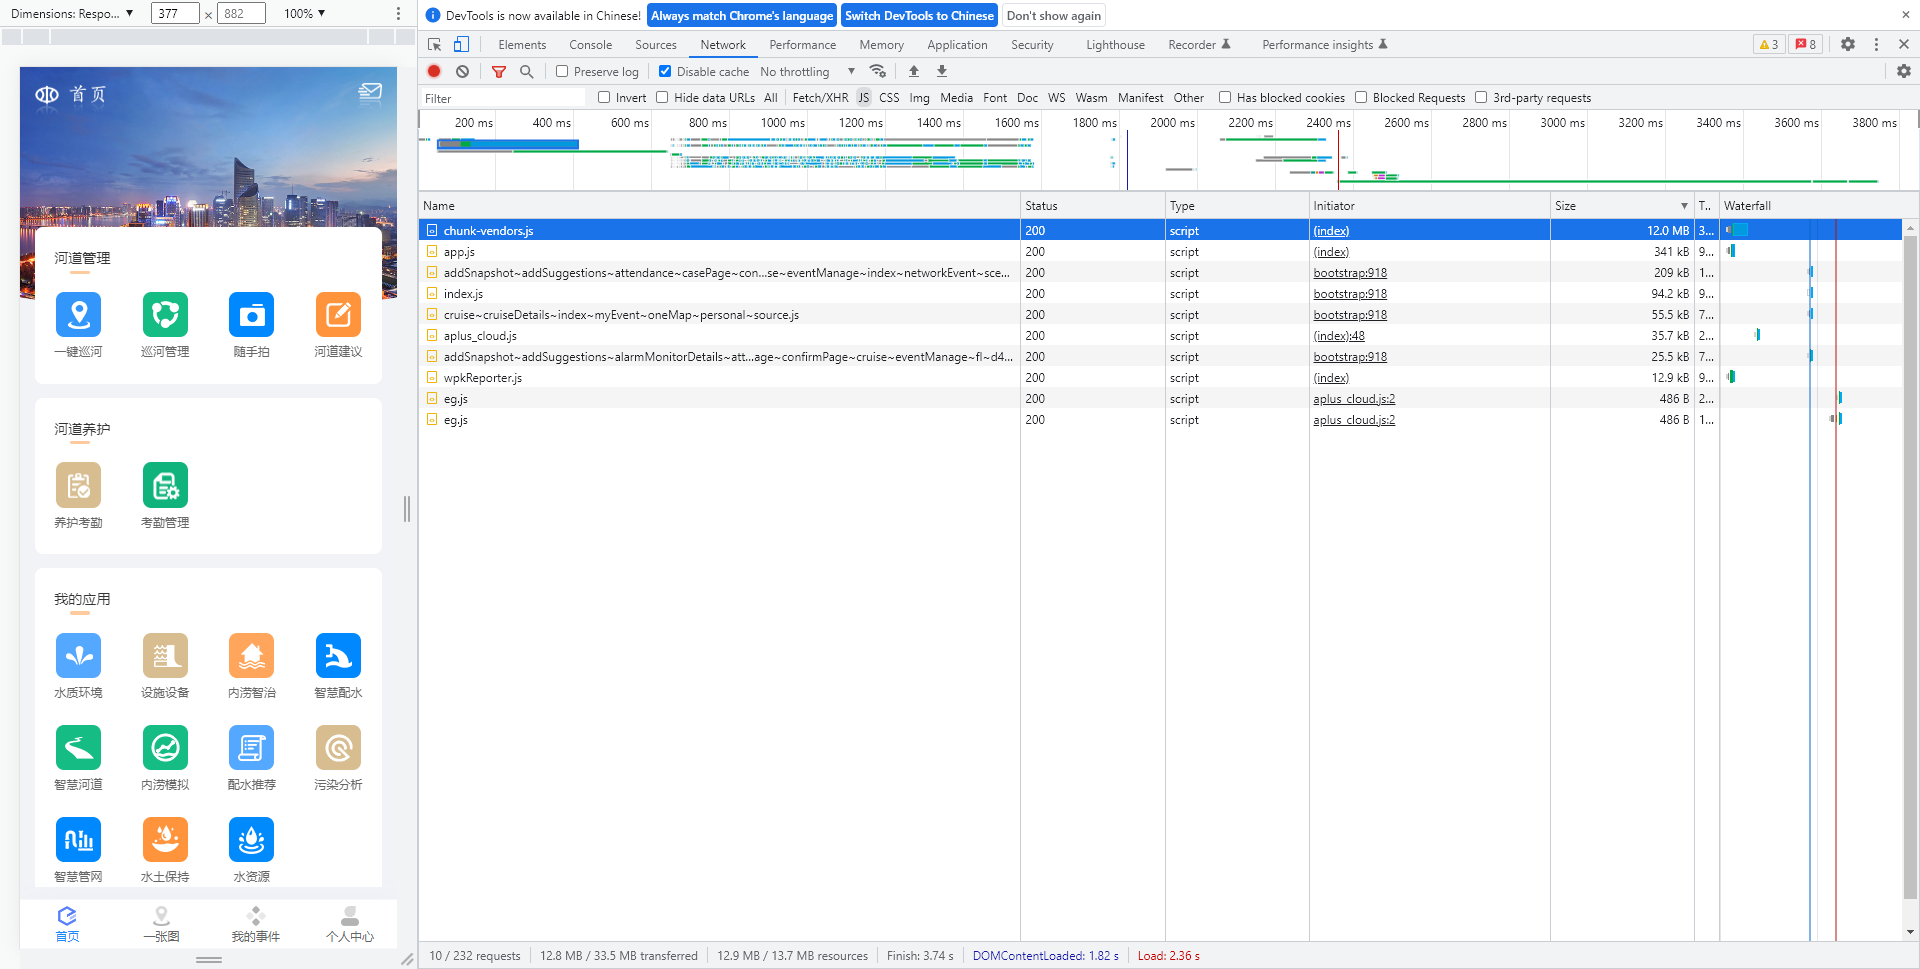 Dimensions: Respo... ▼ 377 × 882 100% ▼
首页
河道管理
一键巡河 巡河管理 随手拍 河道建议
河道养护
养护考勤 考勤管理
我的应用
水质环境 设施设备 内涝智治 智慧配水
智慧河道 内涝模拟 配水推荐 污染分析
智慧管网 水土保持 水资源
首页 一张图 我的事件 个人中心
DevTools is now available in Chinese! Always match Chrome's language Switch DevTools to Chinese Don't show again
Elements Console Sources Network Performance Memory Application Security Lighthouse Recorder Performance insights 3 8
Preserve log Disable cache No throttling ▼
Filter Invert Hide data URLs All Fetch/XHR JS CSS Img Media Font Doc WS Wasm Manifest Other Has blocked cookies Blocked Requests 3rd-party requests
200 ms 400 ms 600 ms 800 ms 1000 ms 1200 ms 1400 ms 1600 ms 1800 ms 2000 ms 2200 ms 2400 ms 2600 ms 2800 ms 3000 ms 3200 ms 3400 ms 3600 ms 3800 ms
Name Status Type Initiator Size ▼ T.. Waterfall
chunk-vendors.js 200 script (index) 12.0 MB 3...
app.js 200 script (index) 341 kB 9...
addSnapshot~addSuggestions~attendance~casePage~con...se~eventManage~index~networkEvent~sce... 200 script bootstrap:918 209 kB 1...
index.js 200 script bootstrap:918 94.2 kB 9...
cruise~cruiseDetails~index~myEvent~oneMap~personal~source.js 200 script bootstrap:918 55.5 kB 7...
aplus_cloud.js 200 script (index):48 35.7 kB 2...
addSnapshot~addSuggestions~alarmMonitorDetails~att...age~confirmPage~cruise~eventManage~fl~d4... 200 script bootstrap:918 25.5 kB 7...
wpkReporter.js 200 script (index) 12.9 kB 9...
eg.js 200 script aplus_cloud.js:2 486 B 2...
eg.js 200 script aplus_cloud.js:2 486 B 1...
10 / 232 requests 12.8 MB / 33.5 MB transferred 12.9 MB / 13.7 MB resources Finish: 3.74 s DOMContentLoaded: 1.82 s Load: 2.36 s